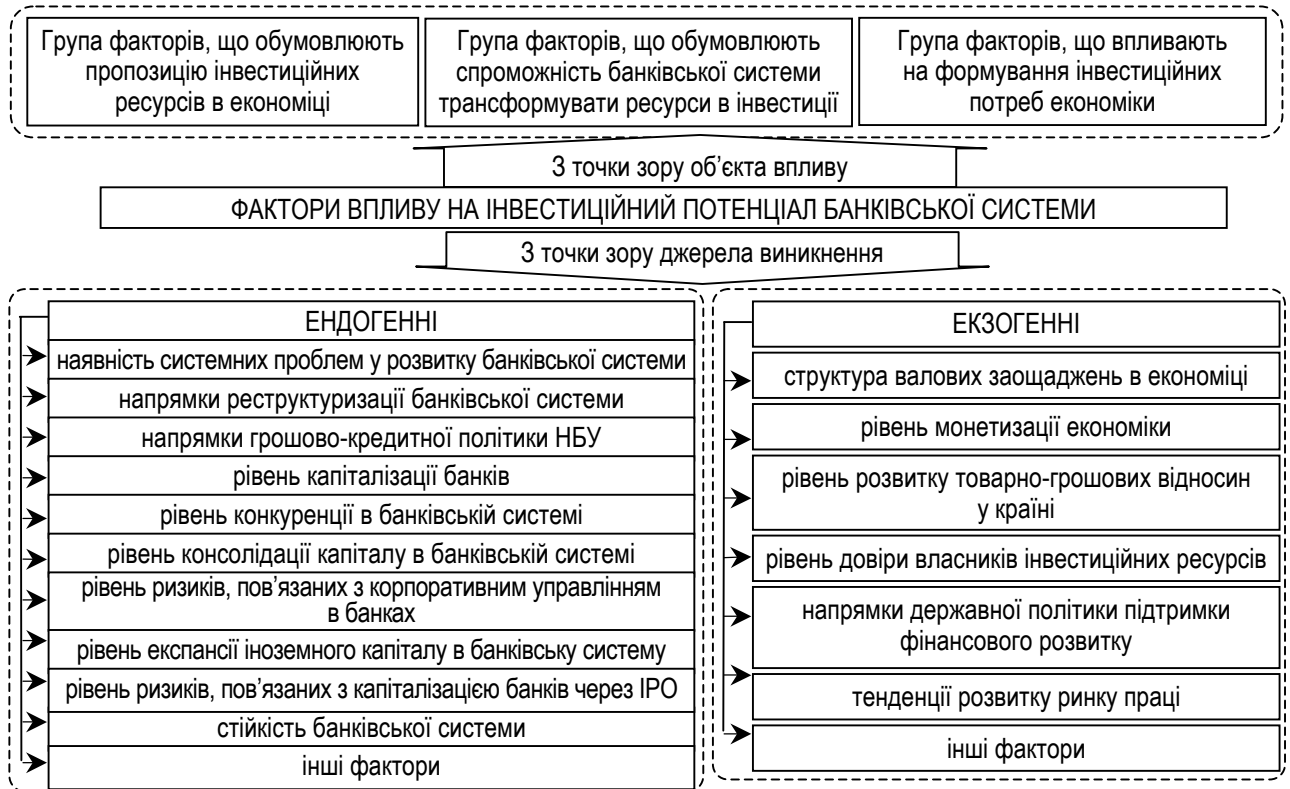 Група факторів, що обумовлюють
пропозицію інвестиційних
ресурсів в економіці
Група факторів, що обумовлюють
спроможність банківської системи
трансформувати ресурси в інвестиції
Група факторів, що впливають
на формування інвестиційних
потреб економіки
З точки зору об’єкта впливу
ФАКТОРИ ВПЛИВУ НА ІНВЕСТИЦІЙНИЙ ПОТЕНЦІАЛ БАНКІВСЬКОЇ СИСТЕМИ
З точки зору джерела виникнення
ЕНДОГЕННІ
наявність системних проблем у розвитку банківської системи
напрямки реструктуризації банківської системи
напрямки грошово-кредитної політики НБУ
рівень капіталізації банків
рівень конкуренції в банківській системі
рівень консолідації капіталу в банківській системі
рівень ризиків, пов’язаних з корпоративним управлінням
в банках
рівень експансії іноземного капіталу в банківську систему
рівень ризиків, пов’язаних з капіталізацією банків через IPO
стійкість банківської системи
інші фактори
ЕКЗОГЕННІ
структура валових заощаджень в економіці
рівень монетизації економіки
рівень розвитку товарно-грошових відносин
у країні
рівень довіри власників інвестиційних ресурсів
напрямки державної політики підтримки
фінансового розвитку
тенденції розвитку ринку праці
інші фактори